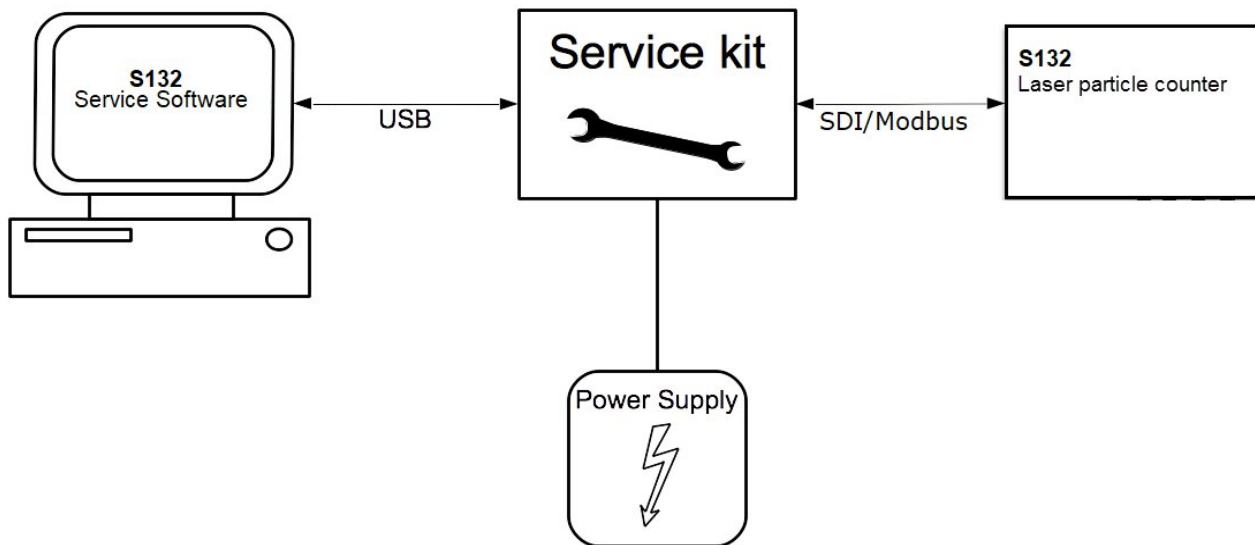 S132
Service Software
USB
Service kit
SDI/Modbus
S132
Laser particle counter
Power Supply